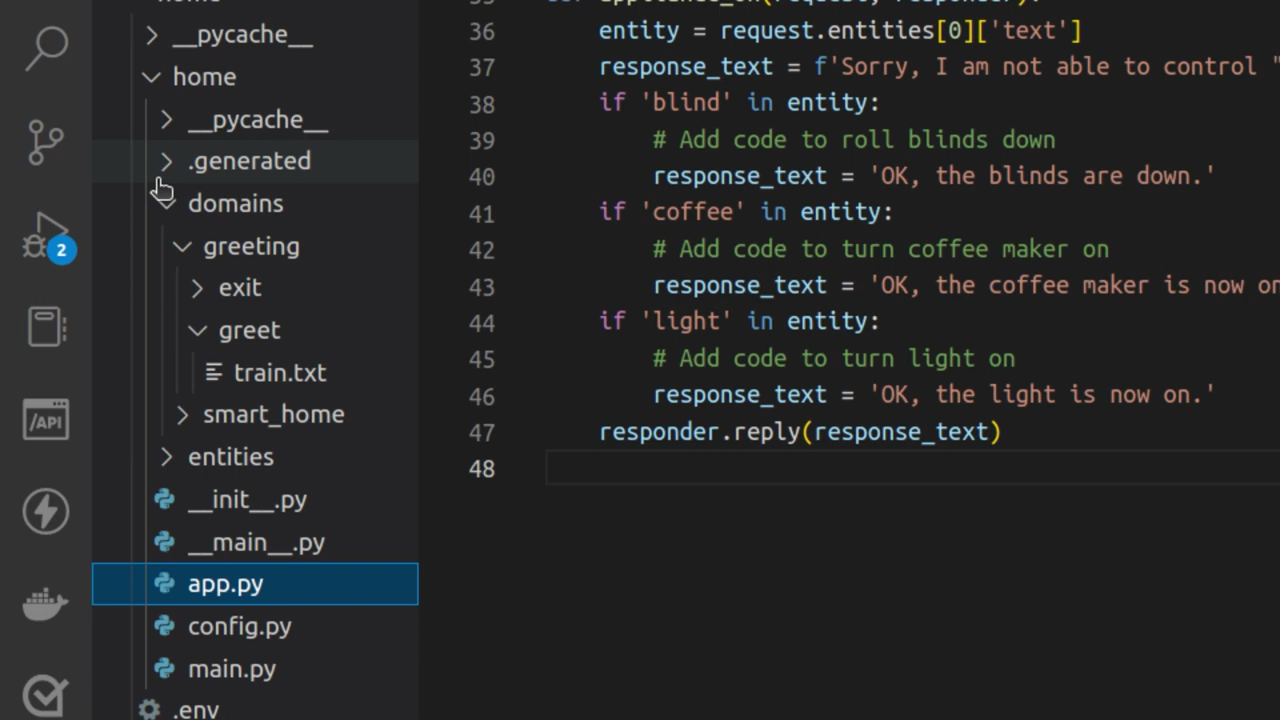 home
__pycache__
home
__pycache__
.generated
domains
greeting
exit
greet
train.txt
smart_home
entities
__init__.py
__main__.py
app.py
config.py
main.py
.env
2
/API
36 entity = request.entities[0]['text']
37 response_text = f'Sorry, I am not able to control "
38 if 'blind' in entity:
39 # Add code to roll blinds down
40 response_text = 'OK, the blinds are down.'
41 if 'coffee' in entity:
42 # Add code to turn coffee maker on
43 response_text = 'OK, the coffee maker is now on
44 if 'light' in entity:
45 # Add code to turn light on
46 response_text = 'OK, the light is now on.'
47 responder.reply(response_text)
48